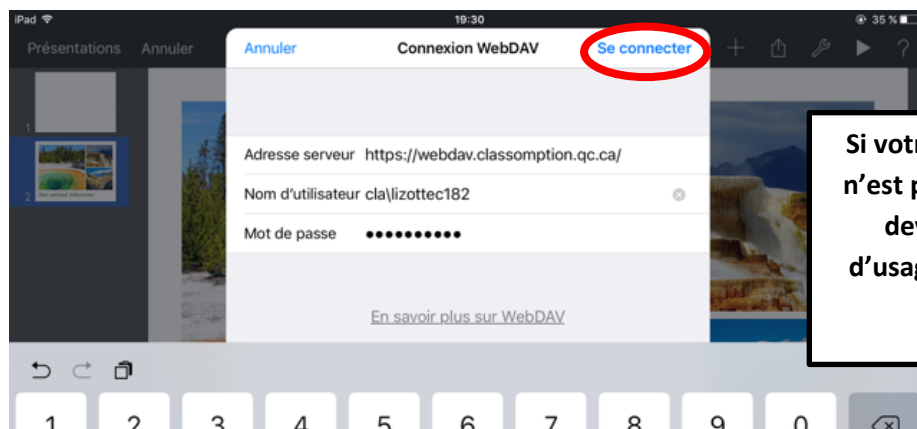 iPad 19:30 35 %
Présentations Annuler
Annuler Connexion WebDAV Se connecter
1
Adresse serveur https://webdav.classomption.qc.ca/
Nom d'utilisateur cla\lizottec182
2
Mot de passe ••••••••••
En savoir plus sur WebDAV
Si votr
n'est p
dev
d'usag
1 2 3 4 5 6 7 8 9 0